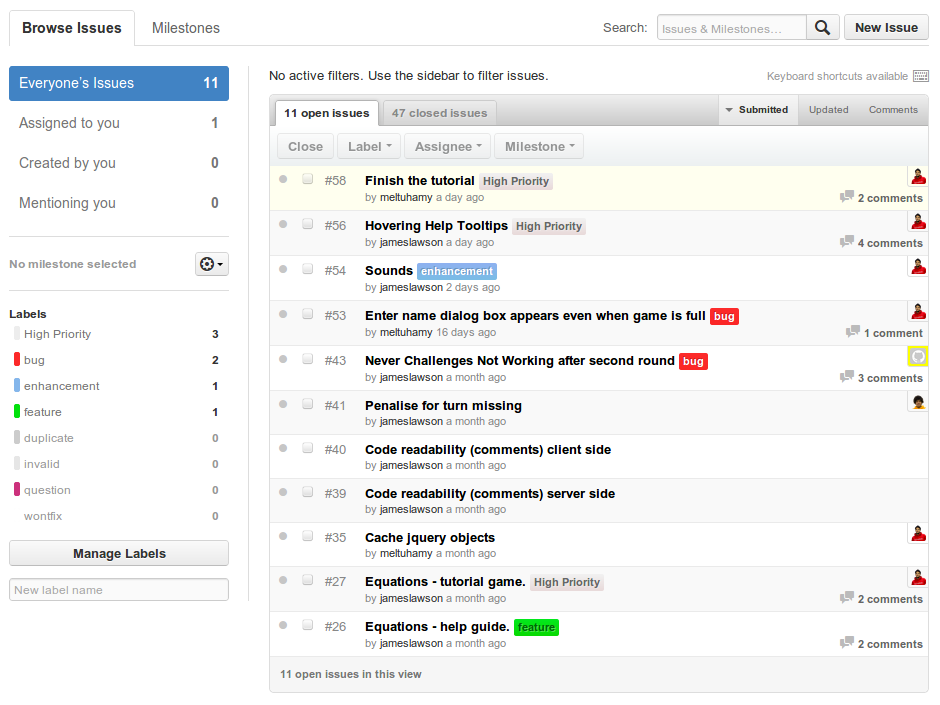 Browse Issues Milestones Search: Issues & Milestones… New Issue
Everyone's Issues 11
Assigned to you 1
Created by you 0
Mentioning you 0
No milestone selected
Labels
High Priority 3
bug 2
enhancement 1
feature 1
duplicate 0
invalid 0
question 0
wontfix 0
Manage Labels
New label name
No active filters. Use the sidebar to filter issues. Keyboard shortcuts available
11 open issues 47 closed issues Submitted Updated Comments
Close Label Assignee Milestone
#58 Finish the tutorial High Priority
by meltuhamy a day ago 2 comments
#56 Hovering Help Tooltips High Priority
by jameslawson a day ago 4 comments
#54 Sounds enhancement
by jameslawson 2 days ago
#53 Enter name dialog box appears even when game is full bug
by meltuhamy 16 days ago 1 comment
#43 Never Challenges Not Working after second round bug
by jameslawson a month ago 3 comments
#41 Penalise for turn missing
by jameslawson a month ago
#40 Code readability (comments) client side
by jameslawson a month ago
#39 Code readability (comments) server side
by jameslawson a month ago
#35 Cache jquery objects
by meltuhamy a month ago
#27 Equations - tutorial game. High Priority
by jameslawson a month ago 2 comments
#26 Equations - help guide. feature
by jameslawson a month ago 2 comments
11 open issues in this view